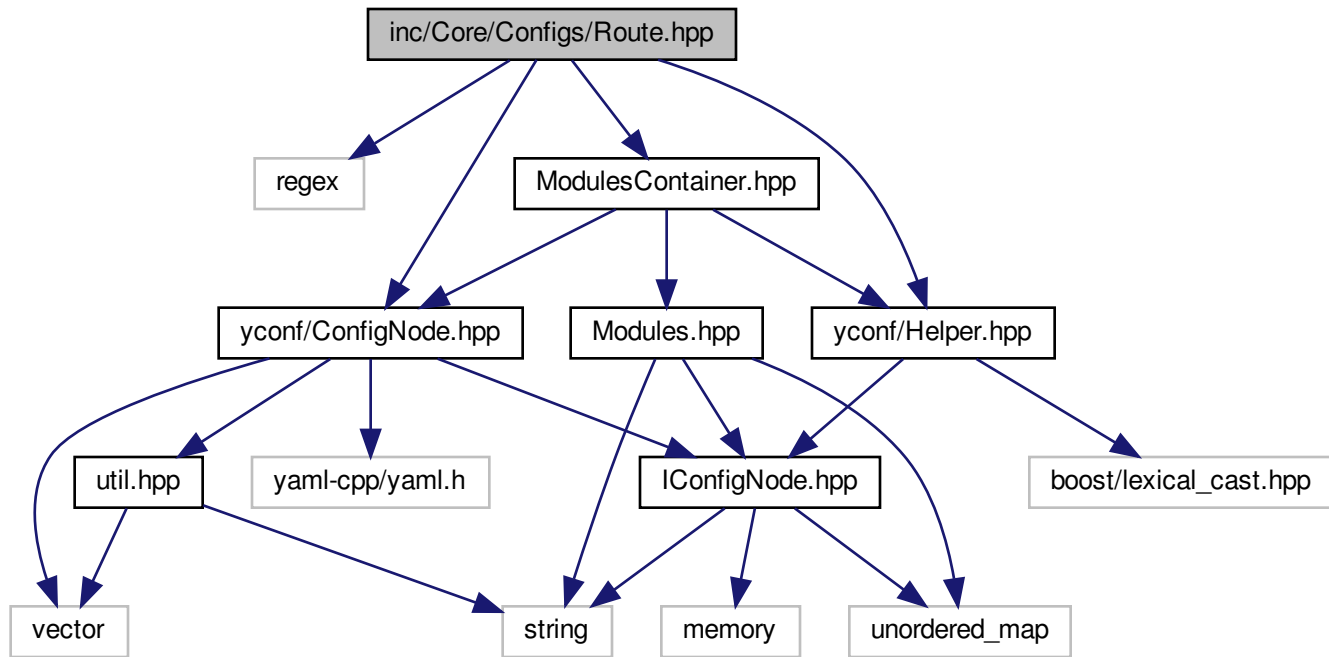 inc/Core/Configs/Route.hpp
regex
ModulesContainer.hpp
yconf/ConfigNode.hpp
Modules.hpp
yconf/Helper.hpp
util.hpp
yaml-cpp/yaml.h
IConfigNode.hpp
boost/lexical_cast.hpp
vector
string
memory
unordered_map